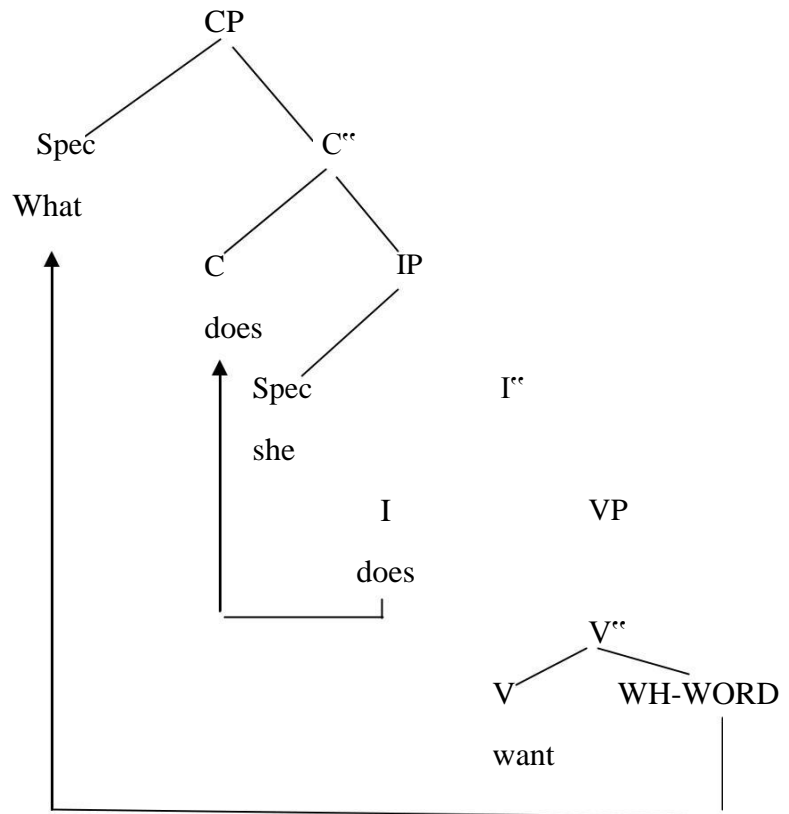 CP
Spec C‟
What
C IP
does
Spec I‟
she
I VP
does
V‟
V WH-WORD
want